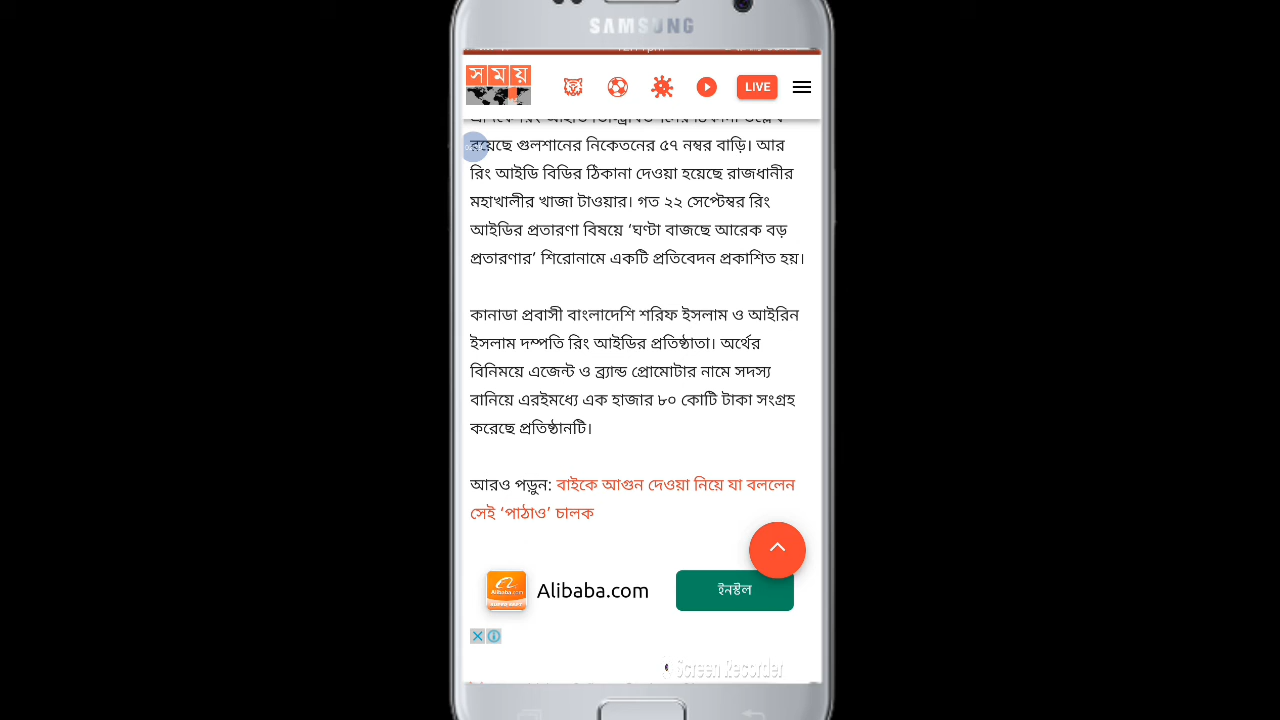 SAMSUNG
সময়
LIVE
রয়েছে গুলশানের নিকেতনের ৫৭ নম্বর বাড়ি। আর
রিং আইডি বিডির ঠিকানা দেওয়া হয়েছে রাজধানীর
মহাখালীর খাজা টাওয়ার। গত ২২ সেপ্টেম্বর রিং
আইডির প্রতারণা বিষয়ে ‘ঘণ্টা বাজছে আরেক বড়
প্রতারণার’ শিরোনামে একটি প্রতিবেদন প্রকাশিত হয়।
কানাডা প্রবাসী বাংলাদেশি শরিফ ইসলাম ও আইরিন
ইসলাম দম্পতি রিং আইডির প্রতিষ্ঠাতা। অর্থের
বিনিময়ে এজেন্ট ও ব্র্যান্ড প্রোমোটার নামে সদস্য
বানিয়ে এরইমধ্যে এক হাজার ৮০ কোটি টাকা সংগ্রহ
করেছে প্রতিষ্ঠানটি।
আরও পড়ুন: বাইকে আগুন দেওয়া নিয়ে যা বললেন
সেই ‘পাঠাও’ চালক
Alibaba.com
ইনস্টল
Screen Recorder